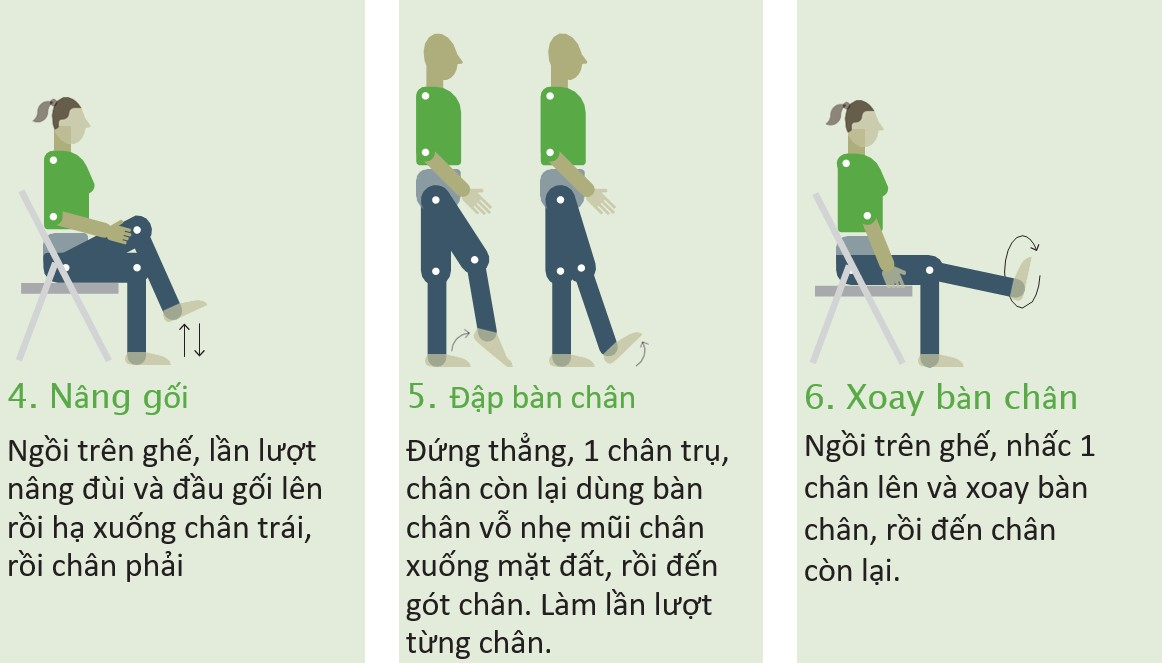 4. Nâng gối
Ngồi trên ghế, lần lượt
nâng đùi và đầu gối lên
rồi hạ xuống chân trái,
rồi chân phải
5. Đập bàn chân
Đứng thẳng, 1 chân trụ,
chân còn lại dùng bàn
chân vỗ nhẹ mũi chân
xuống mặt đất, rồi đến
gót chân. Làm lần lượt
từng chân.
6. Xoay bàn chân
Ngồi trên ghế, nhấc 1
chân lên và xoay bàn
chân, rồi đến chân
còn lại.